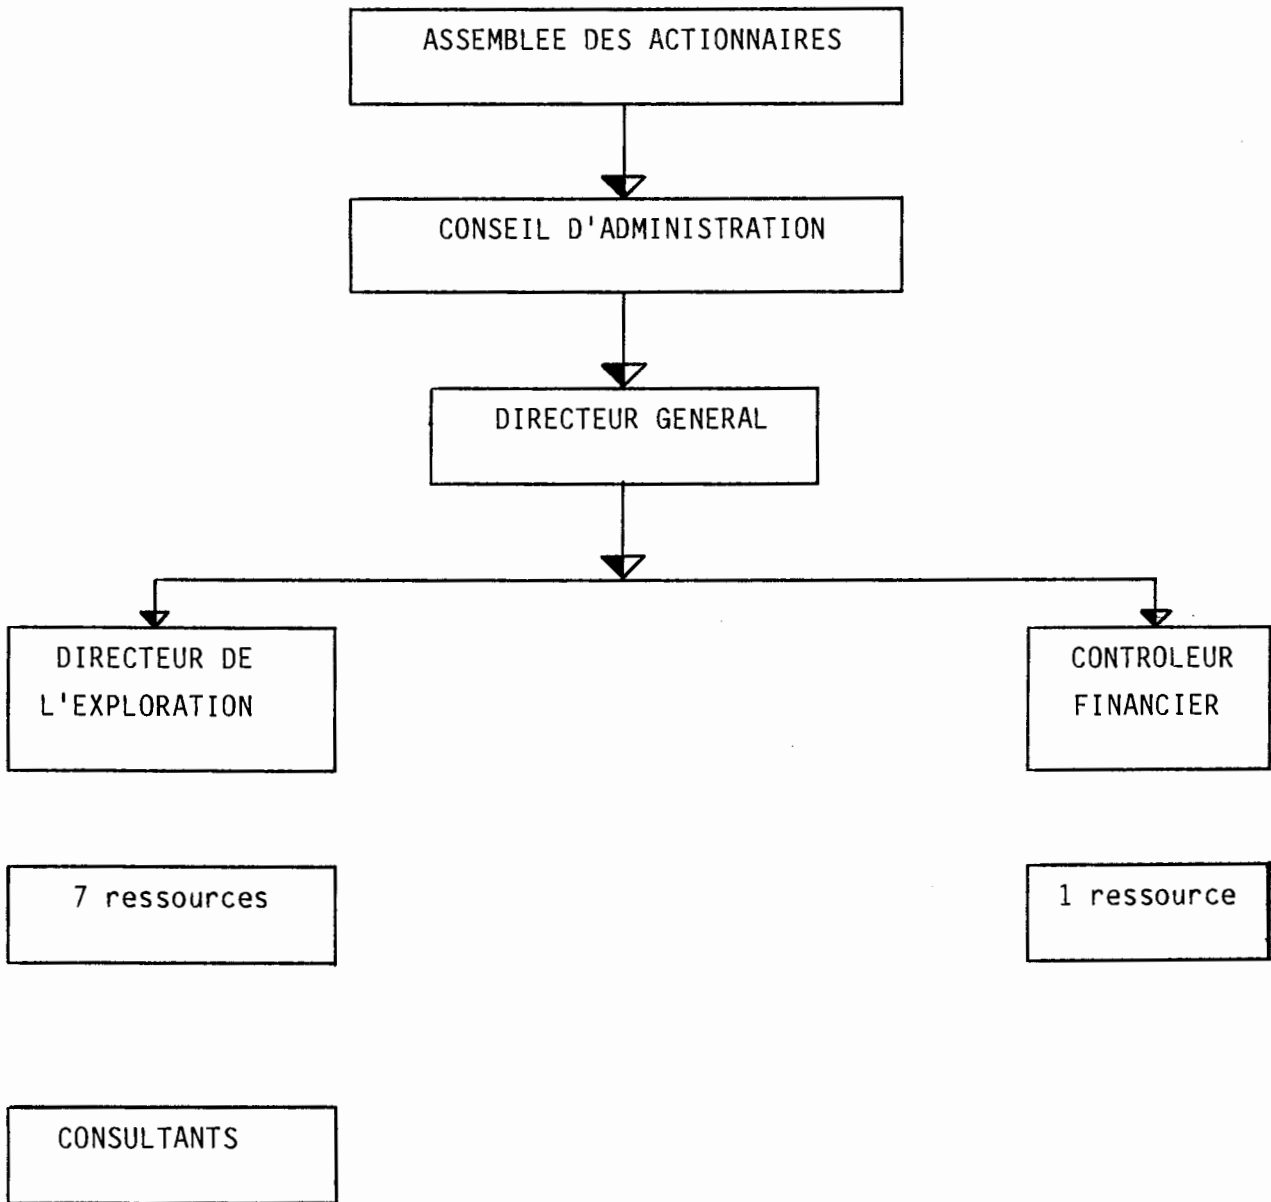 ASSEMBLEE DES ACTIONNAIRES
CONSEIL D'ADMINISTRATION
DIRECTEUR GENERAL
DIRECTEUR DE
L'EXPLORATION
CONTROLEUR
FINANCIER
7 ressources
1 ressource
CONSULTANTS